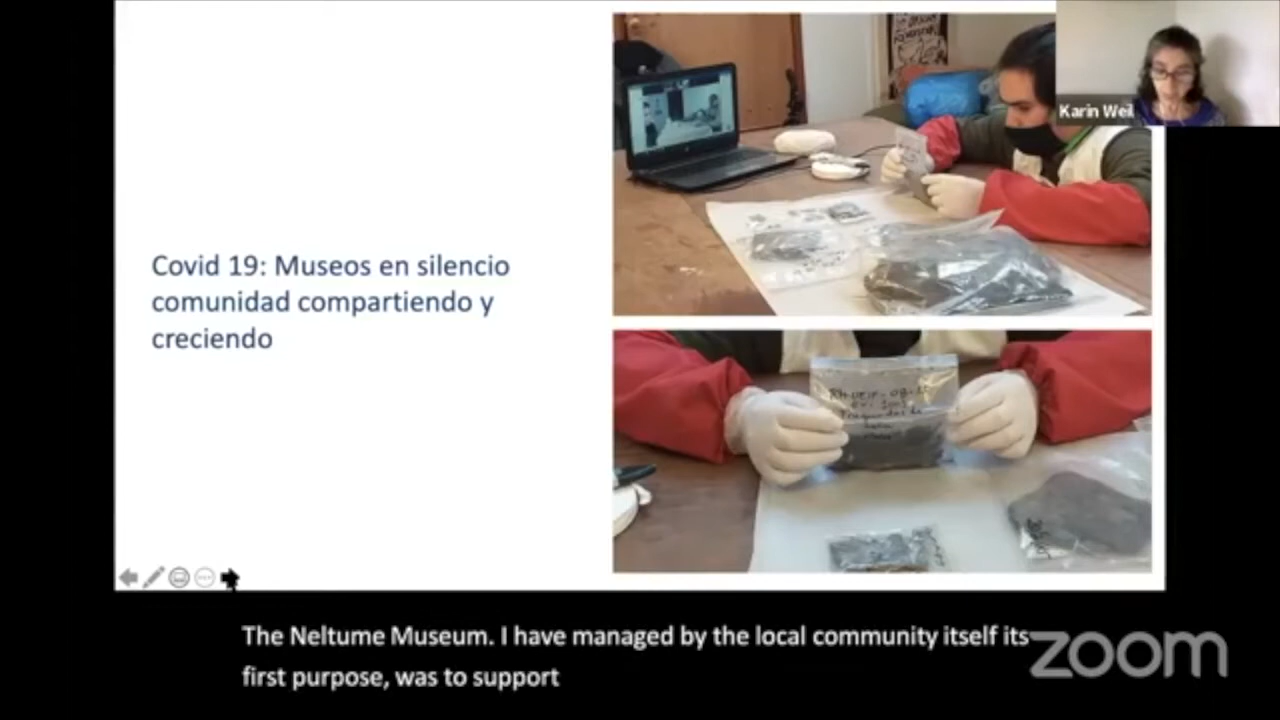 Karin Weil
Covid 19: Museos en silencio
comunidad compartiendo y
creciendo
The Neltume Museum. I have managed by the local community itself its
first purpose, was to support
zoom